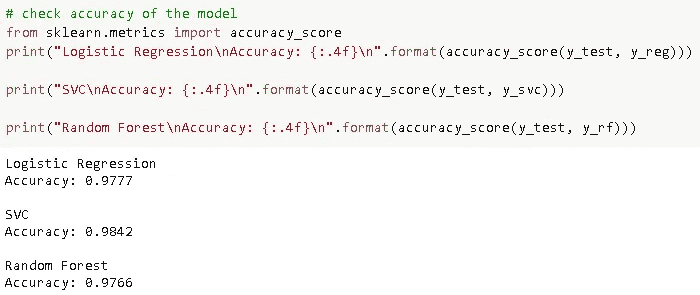 # check accuracy of the model
from sklearn.metrics import accuracy_score
print("Logistic Regression\nAccuracy: {:.4f}\n".format(accuracy_score(y_test, y_reg)))
print("SVC\nAccuracy: {:.4f}\n".format(accuracy_score(y_test, y_svc)))
print("Random Forest\nAccuracy: {:.4f}\n".format(accuracy_score(y_test, y_rf)))
Logistic Regression
Accuracy: 0.9777
SVC
Accuracy: 0.9842
Random Forest
Accuracy: 0.9766